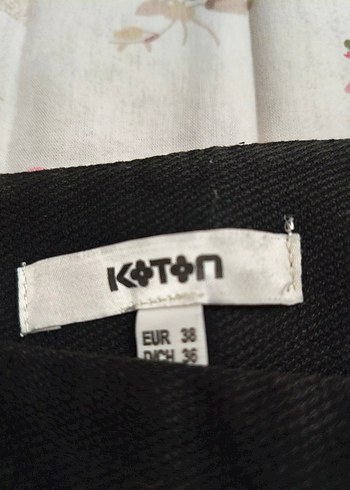 KOTON
EUR 38
D/CH 36